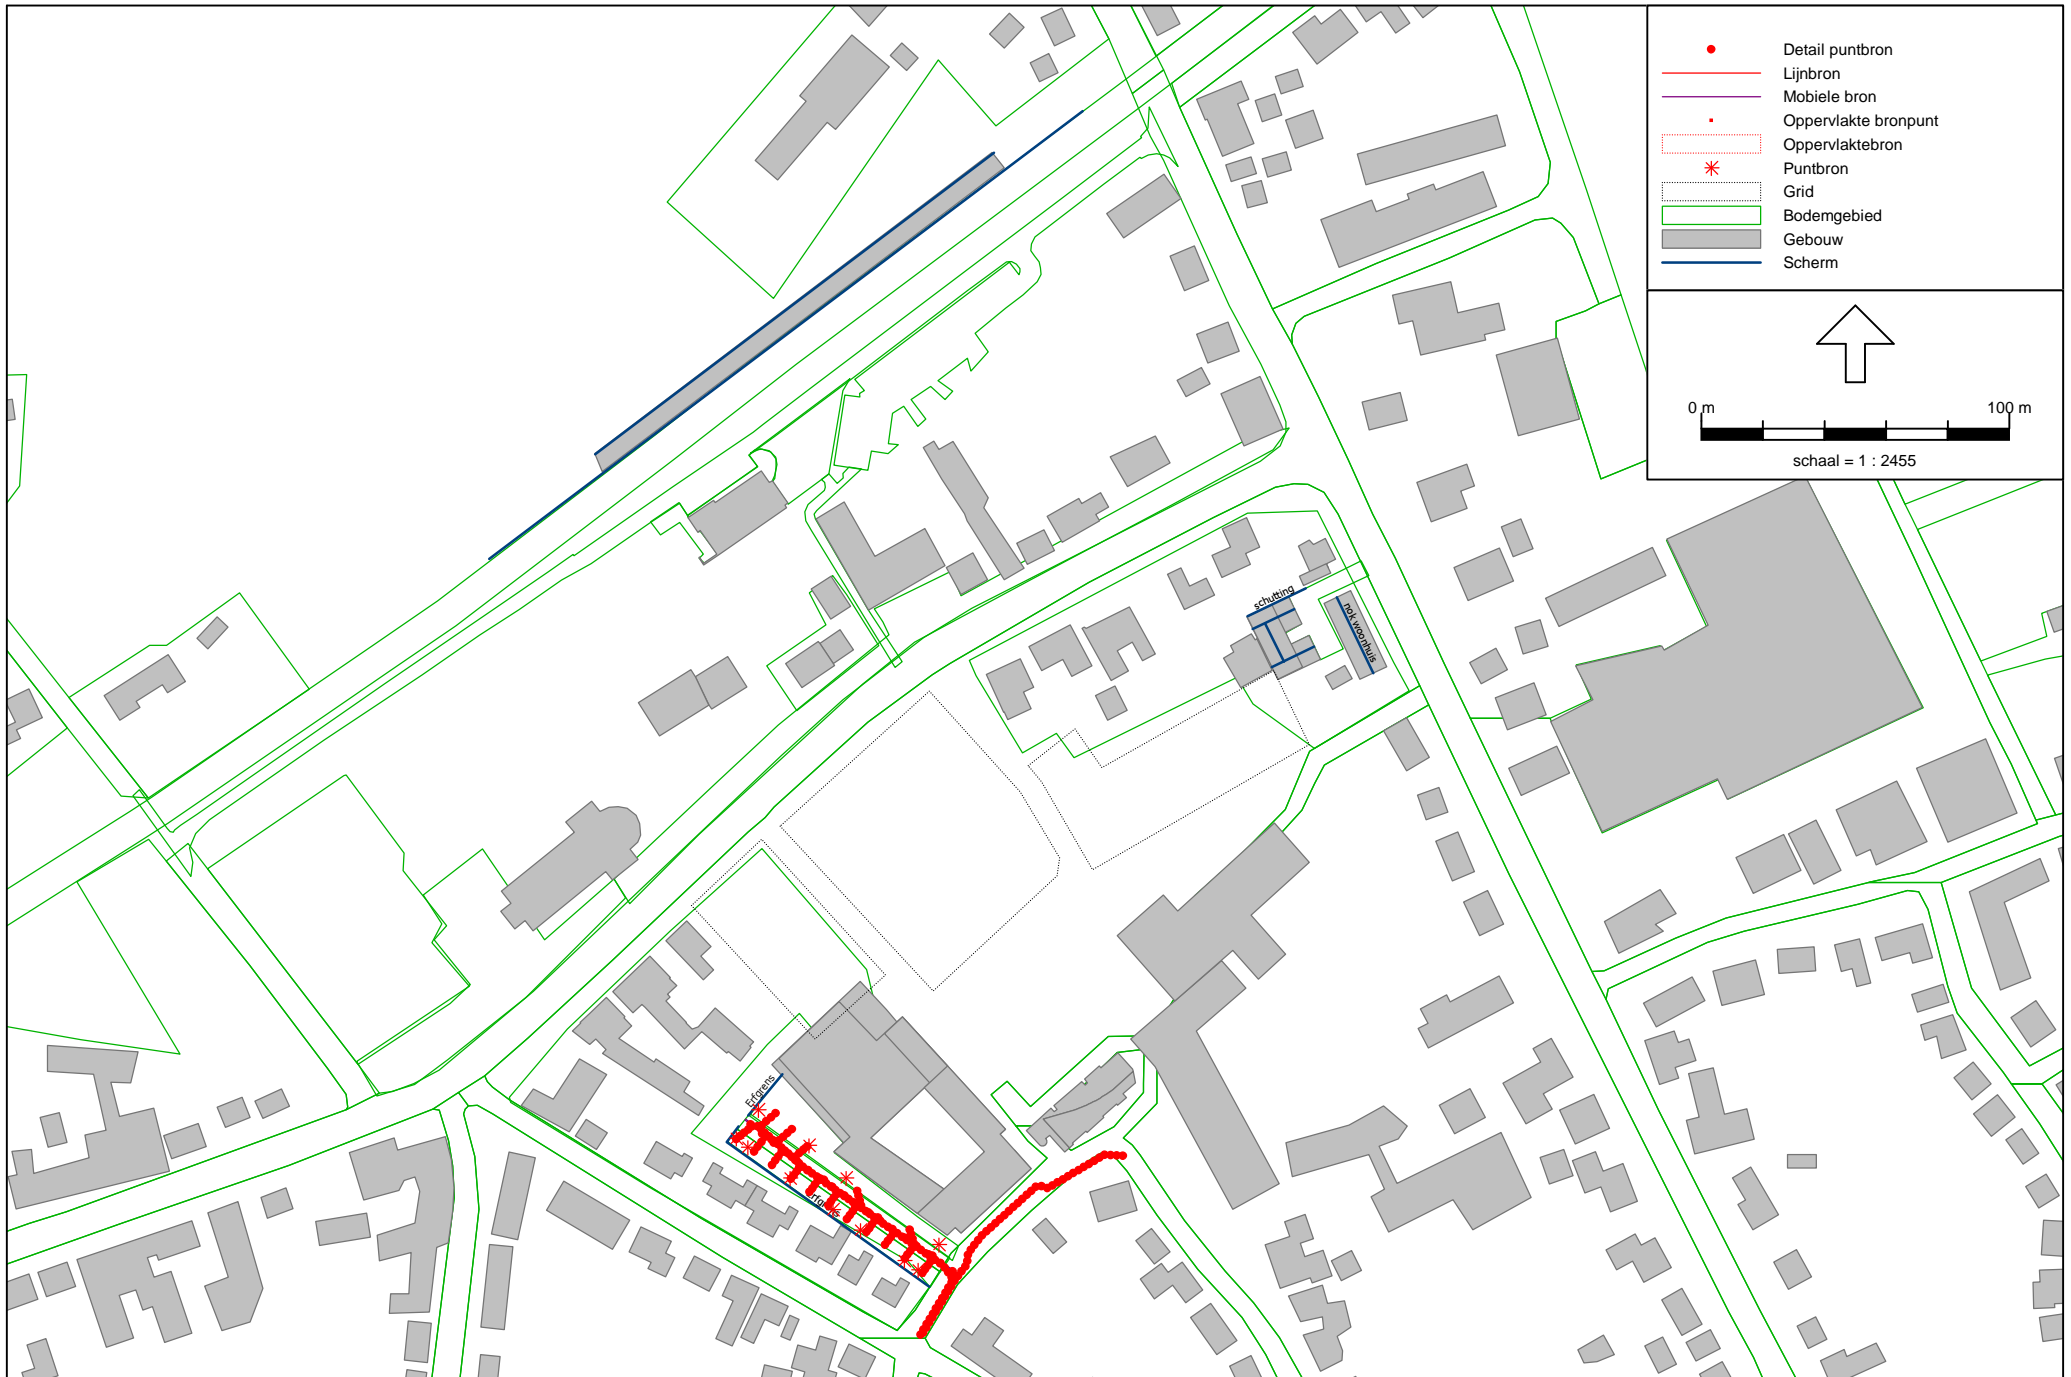 Detail puntbron
Lijnbron
Mobiele bron
Oppervlakte bronpunt
Oppervlaktebron
Puntbron
Grid
Bodemgebied
Gebouw
Scherm
0 m 100 m
schaal = 1 : 2455
schutting
nok woonhuis
Erfgrens